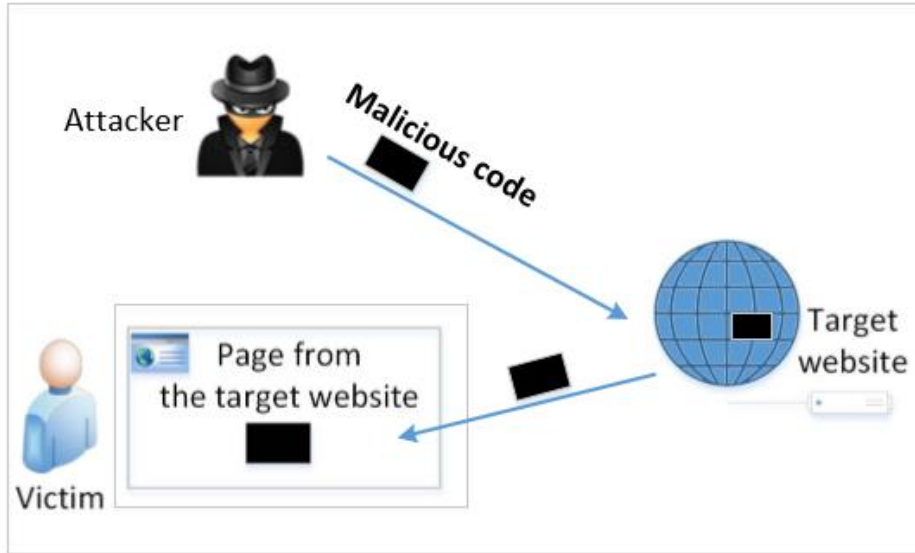 Attacker
Malicious code
Target
website
Page from
the target website
Victim